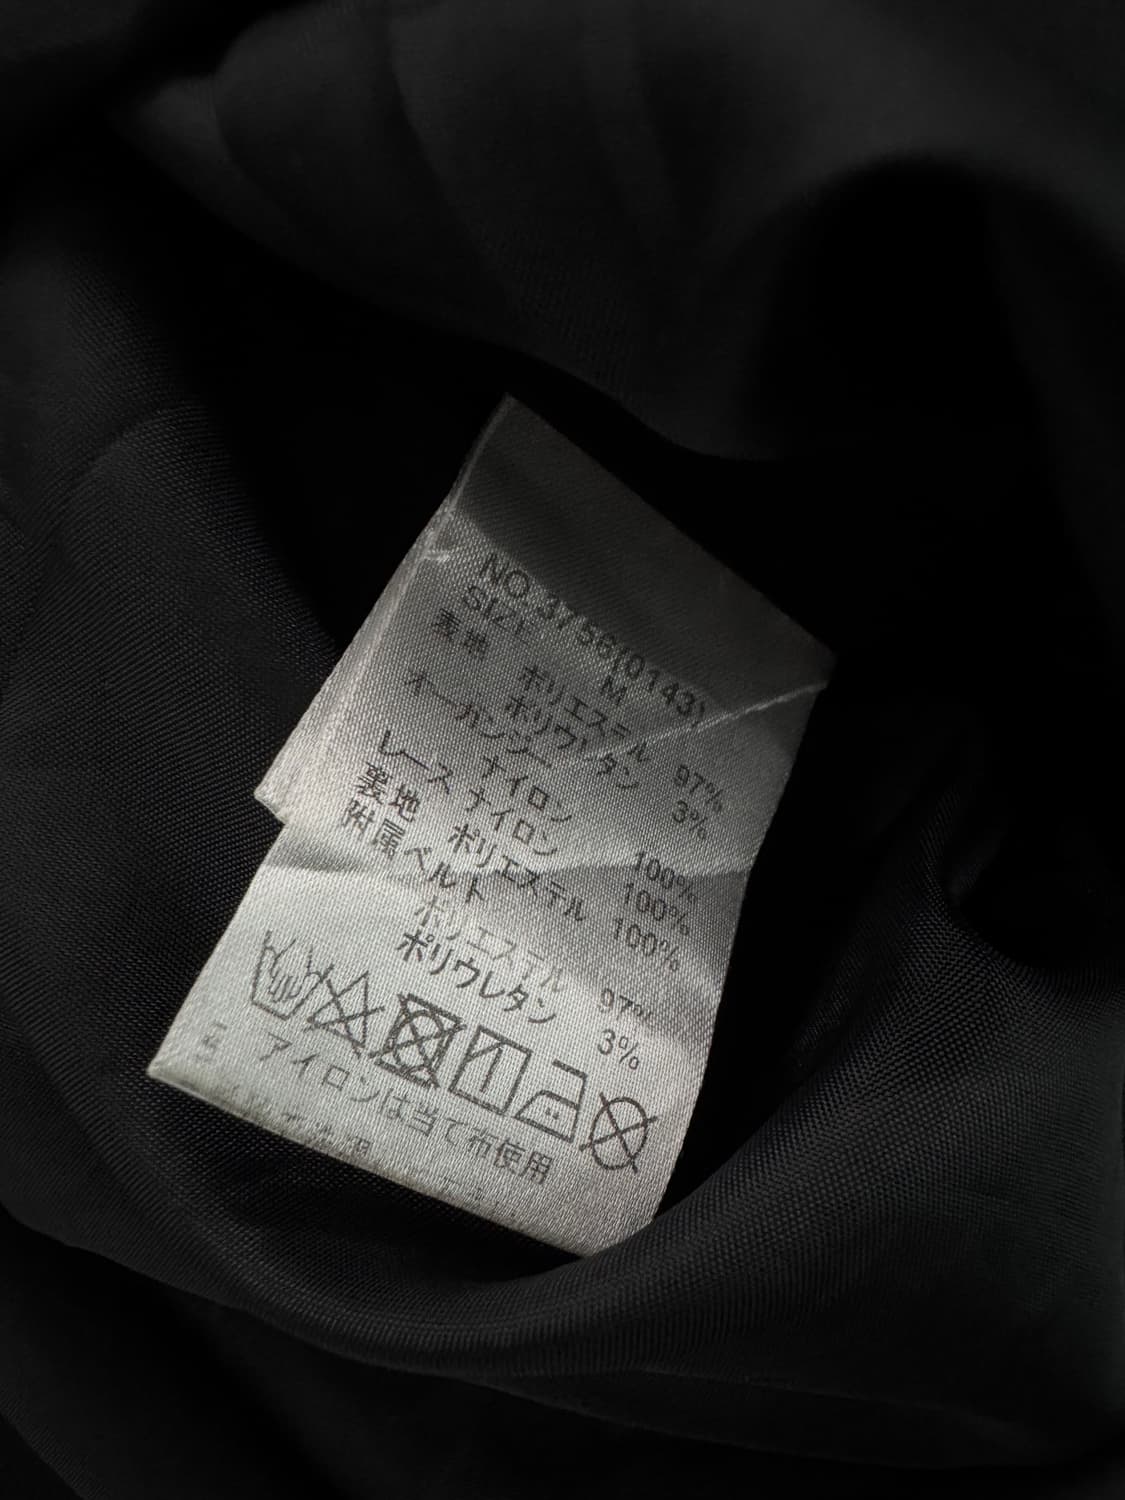 NO.3756(0143)
SIZE M
表地 ポリエステル 97%
ポリウレタン 3%
オーガンジー
ナイロン 100%
レース ナイロン 100%
裏地 ポリエステル 100%
附属ベルト
ポリエステル 97%
ポリウレタン 3%
アイロンは当て布使用